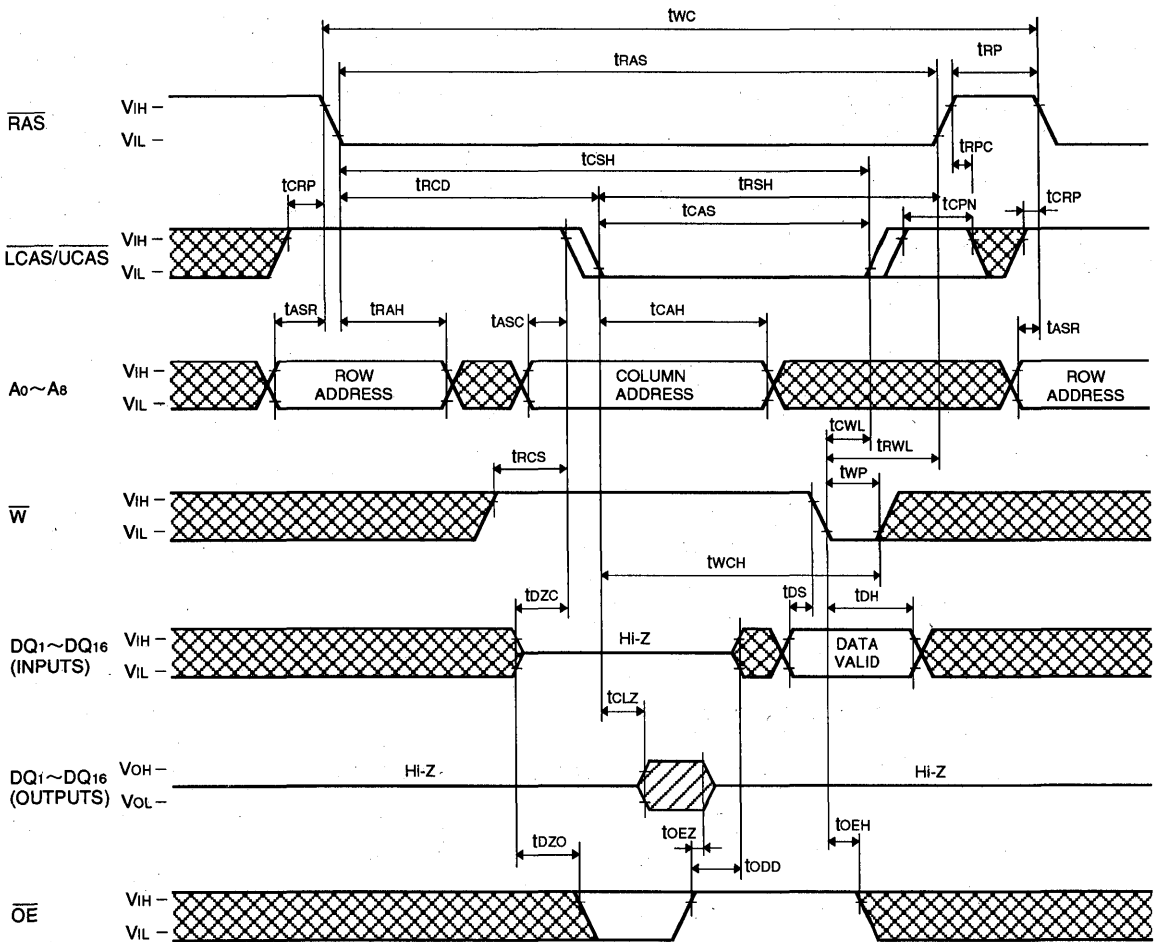 tWC
tRAS
tRP
RAS
VIH
VIL
tCSH
tRPC
tCRP
tRCD
tRSH
tCPN
tCRP
tCAS
LCAS/UCAS
VIH
VIL
tASR
tRAH
tASC
tCAH
tASR
A0~A8
VIH
VIL
ROW ADDRESS
COLUMN ADDRESS
ROW ADDRESS
tCWL
tRWL
tRCS
tWP
W
VIH
VIL
tWCH
tDZC
tDS
tDH
DQ1~DQ16 (INPUTS)
VIH
VIL
Hi-Z
DATA VALID
tCLZ
DQ1~DQ16 (OUTPUTS)
VOH
VOL
Hi-Z
Hi-Z
tDZO
tOEZ
tODD
tOEH
OE
VIH
VIL